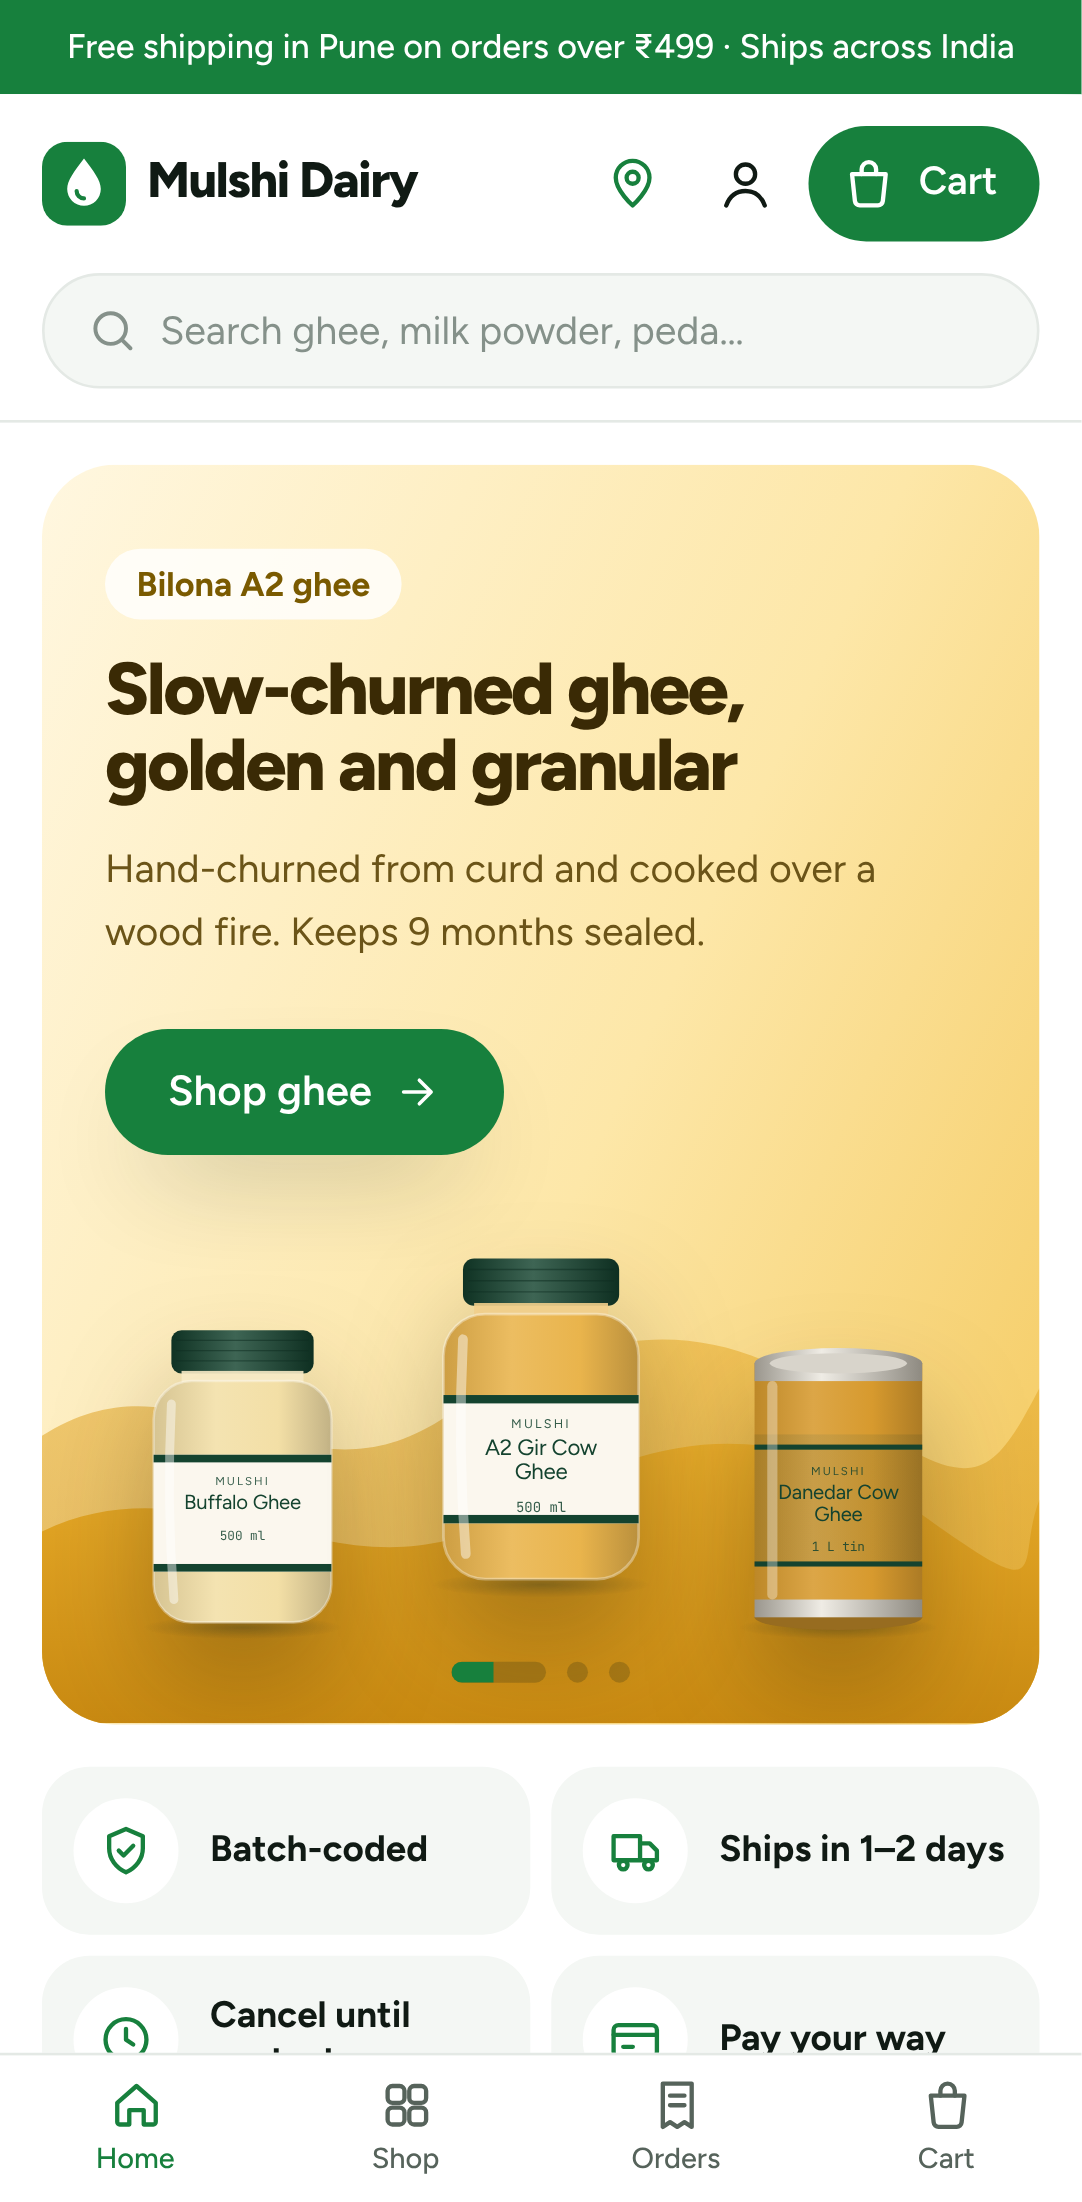 Free shipping in Pune on orders over ₹499 · Ships across India
Mulshi Dairy
Cart
Search ghee, milk powder, peda...
Bilona A2 ghee
Slow-churned ghee,
golden and granular
Hand-churned from curd and cooked over a
wood fire. Keeps 9 months sealed.
Shop ghee
MULSHI
Buffalo Ghee
500 ml
MULSHI
A2 Gir Cow
Ghee
500 ml
MULSHI
Danedar Cow
Ghee
1 L tin
Batch-coded
Ships in 1–2 days
Cancel until
Pay your way
Home
Shop
Orders
Cart